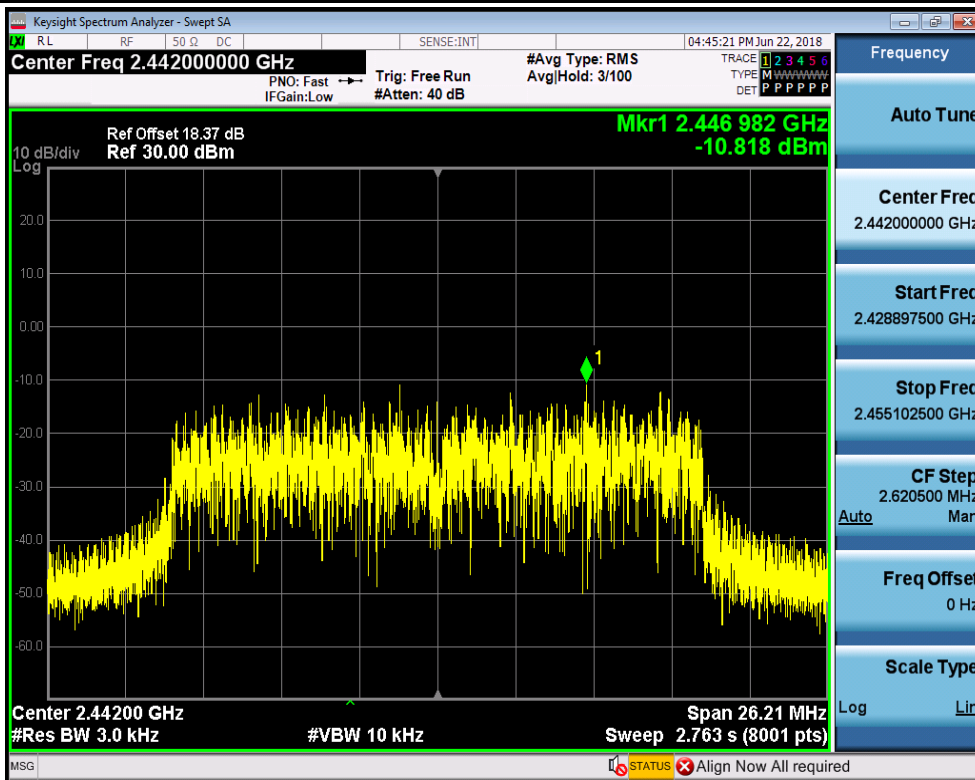 Keysight Spectrum Analyzer - Swept SA
LXI RL RF 50 Ω DC SENSE:INT 04:45:21 PM Jun 22, 2018
Center Freq 2.442000000 GHz #Avg Type: RMS TRACE 1 2 3 4 5 6
PNO: Fast Trig: Free Run Avg|Hold: 3/100 TYPE M W W W W W
IFGain:Low #Atten: 40 dB DET P P P P P P
Mkr1 2.446 982 GHz
-10.818 dBm
Ref Offset 18.37 dB
10 dB/div Ref 30.00 dBm
Log
20.0
10.0
0.00
-10.0
-20.0
-30.0
-40.0
-50.0
-60.0
1
Center 2.44200 GHz Span 26.21 MHz
#Res BW 3.0 kHz #VBW 10 kHz Sweep 2.763 s (8001 pts)
MSG STATUS Align Now All required
Frequency
Auto Tune
Center Freq
2.442000000 GHz
Start Freq
2.428897500 GHz
Stop Freq
2.455102500 GHz
CF Step
2.620500 MHz
Auto Man
Freq Offset
0 Hz
Scale Type
Log Lin